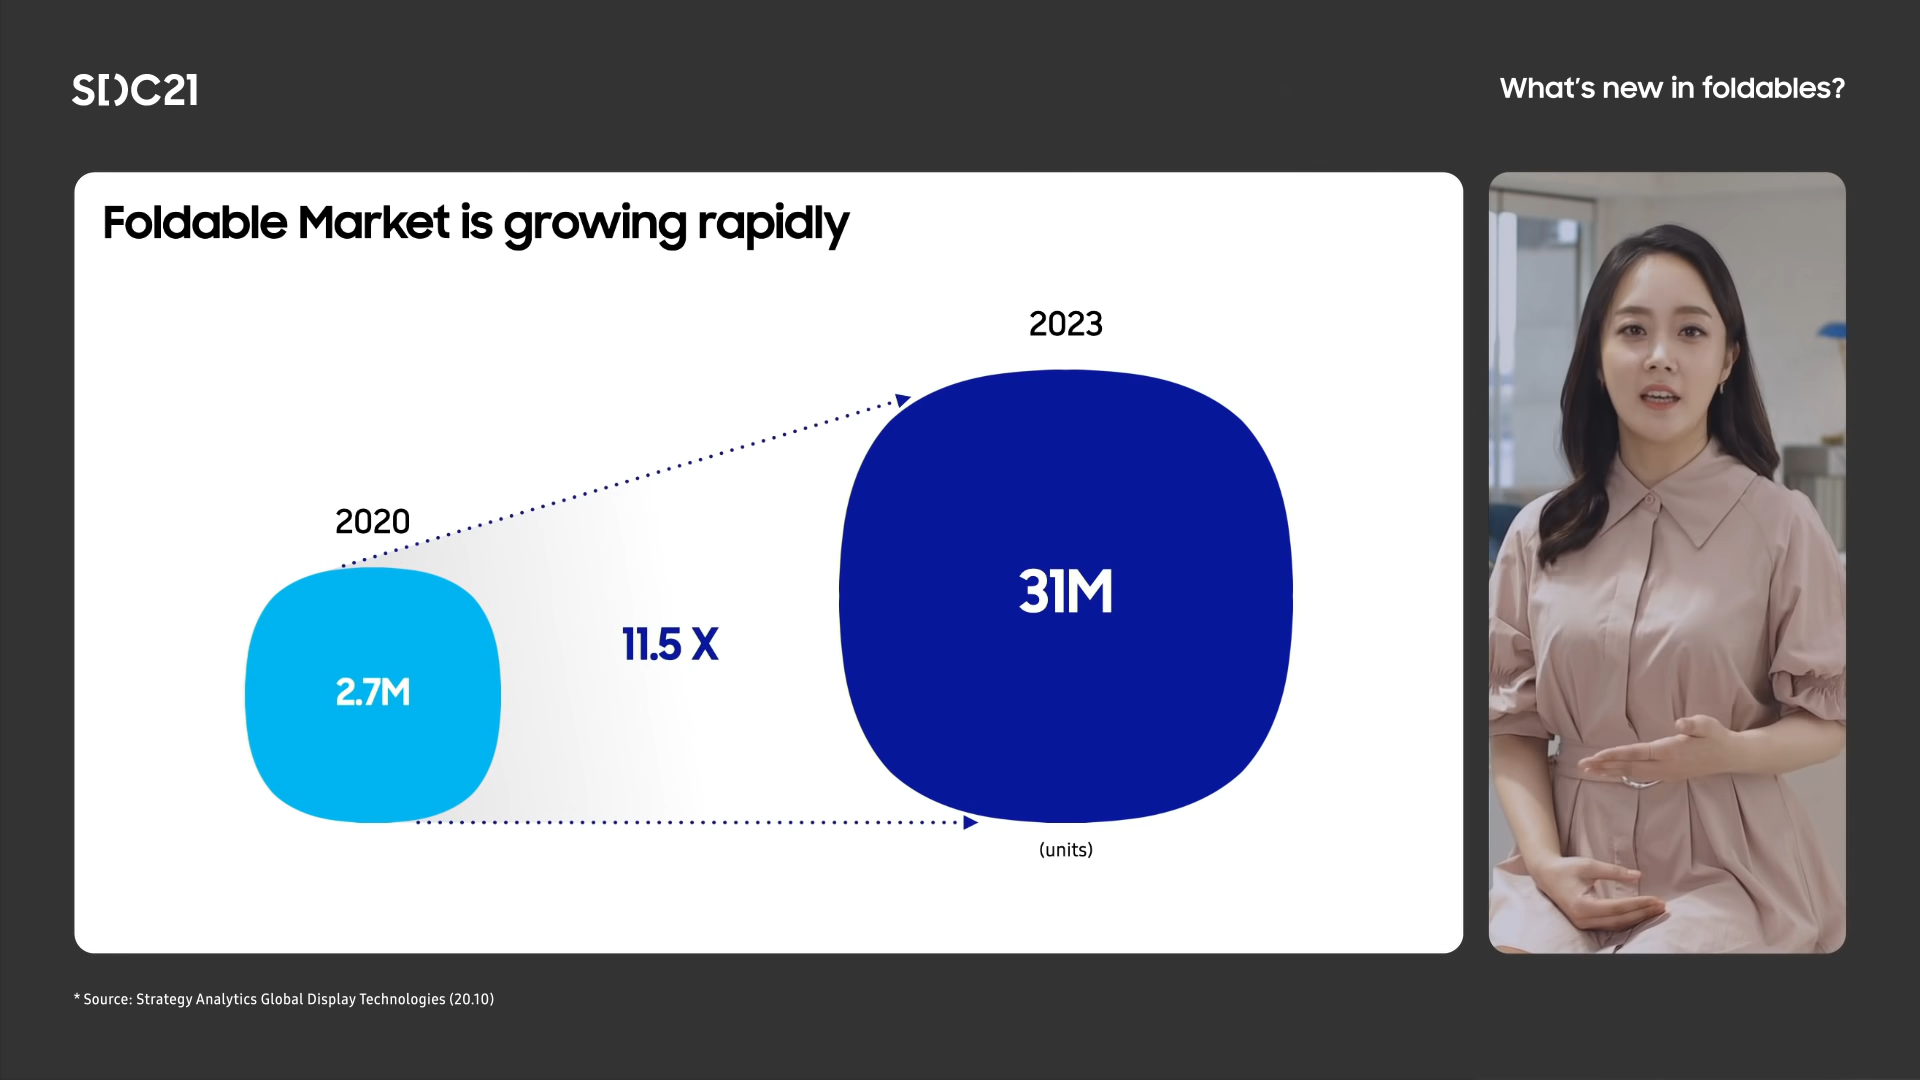 SDC21
What's new in foldables?
Foldable Market is growing rapidly
2023
2020
31M
11.5 X
2.7M
(units)
* Source: Strategy Analytics Global Display Technologies (20.10)